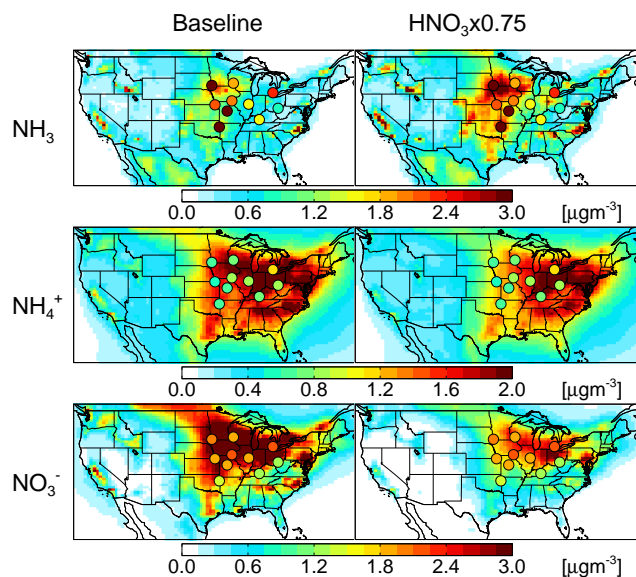 Baseline HNO₃x0.75
NH₃
0.0 0.6 1.2 1.8 2.4 3.0 [μgm⁻³]
NH₄⁺
0.0 0.4 0.8 1.2 1.6 2.0 [μgm⁻³]
NO₃⁻
0.0 0.6 1.2 1.8 2.4 3.0 [μgm⁻³]